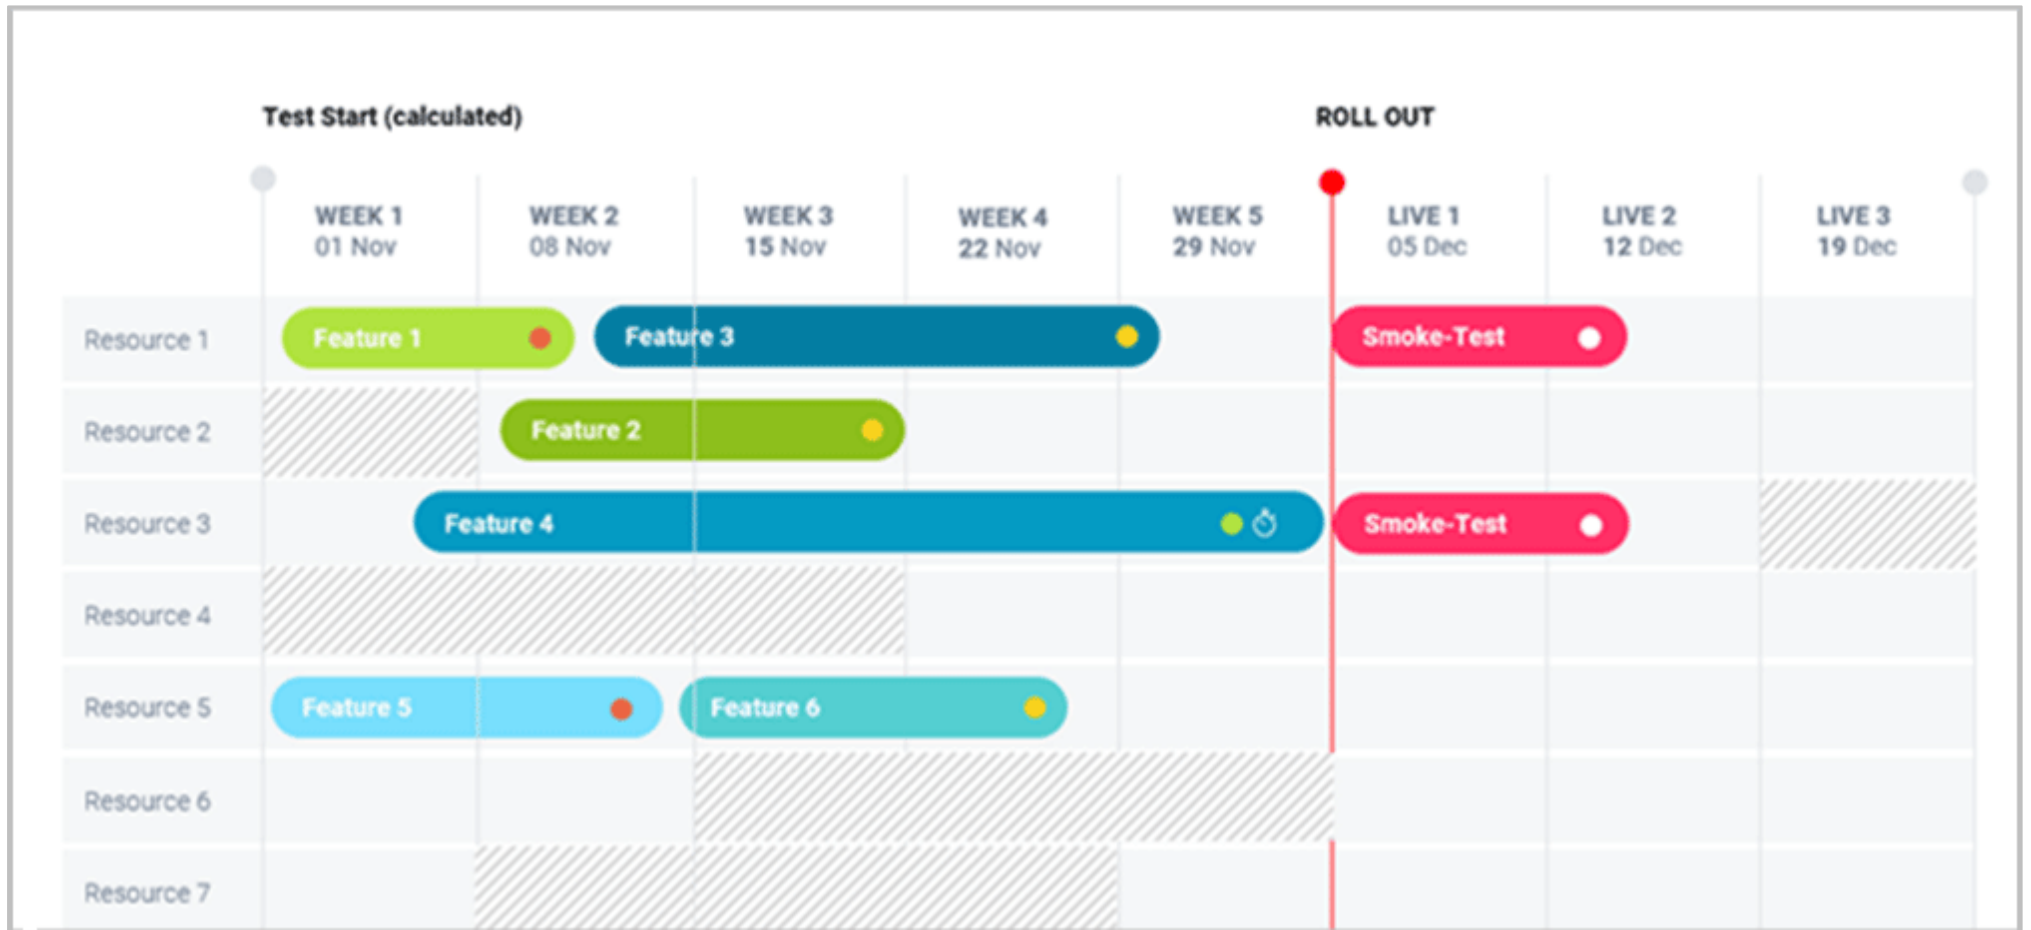 Test Start (calculated)
ROLL OUT
WEEK 1
01 Nov
WEEK 2
08 Nov
WEEK 3
15 Nov
WEEK 4
22 Nov
WEEK 5
29 Nov
LIVE 1
05 Dec
LIVE 2
12 Dec
LIVE 3
19 Dec
Resource 1
Feature 1
Feature 3
Smoke-Test
Resource 2
Feature 2
Resource 3
Feature 4
Smoke-Test
Resource 4
Resource 5
Feature 5
Feature 6
Resource 6
Resource 7